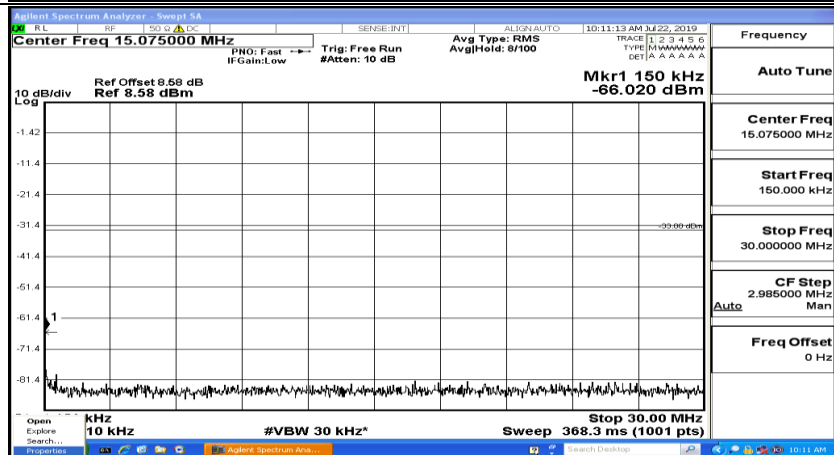 Agilent Spectrum Analyzer - Swept SA
RL RF 50 Ω DC SENSE:INT ALIGN AUTO 10:11:13 AM Jul 22, 2019
Center Freq 15.075000 MHz
PNO: Fast
IFGain:Low
Trig: Free Run
#Atten: 10 dB
Avg Type: RMS
Avg|Hold: 8/100
TRACE 1 2 3 4 5 6
TYPE M WWWWW
DET A A A A A A
Ref Offset 8.58 dB
10 dB/div Ref 8.58 dBm
Log
Mkr1 150 kHz
-66.020 dBm
-1.42
-11.4
-21.4
-31.4
-33.00 dBm
-41.4
-51.4
-61.4
1
-71.4
-81.4
kHz
Stop 30.00 MHz
10 kHz
#VBW 30 kHz*
Sweep 368.3 ms (1001 pts)
Frequency
Auto Tune
Center Freq
15.075000 MHz
Start Freq
150.000 kHz
Stop Freq
30.000000 MHz
CF Step
2.985000 MHz
Auto Man
Freq Offset
0 Hz
Open
Explore
Search...
Properties
Agilent Spectrum Ana...
Search Desktop
10:11 AM